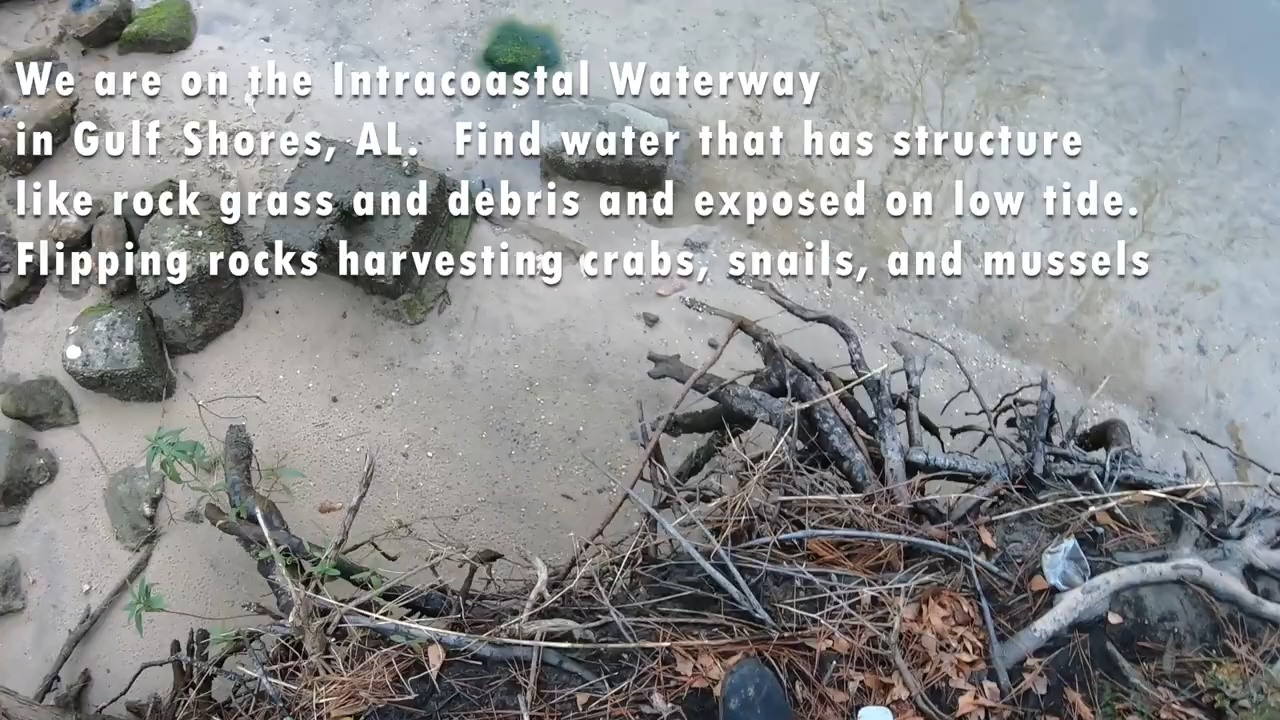 We are on the Intracoastal Waterway
in Gulf Shores, AL.  Find water that has structure
like rock grass and debris and exposed on low tide.
Flipping rocks harvesting crabs, snails, and mussels